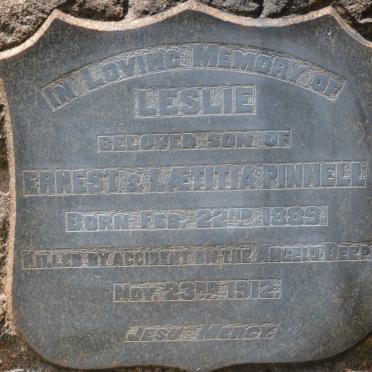 IN LOVING MEMORY OF
LESLIE
BELOVED SON OF
ERNEST & LÆTITIA PINNELL
BORN FEB. 22ND 1889.
KILLED BY ACCIDENT ON THE ANGELO DEEP
NOV. 23RD 1912.
JESU MERCY.